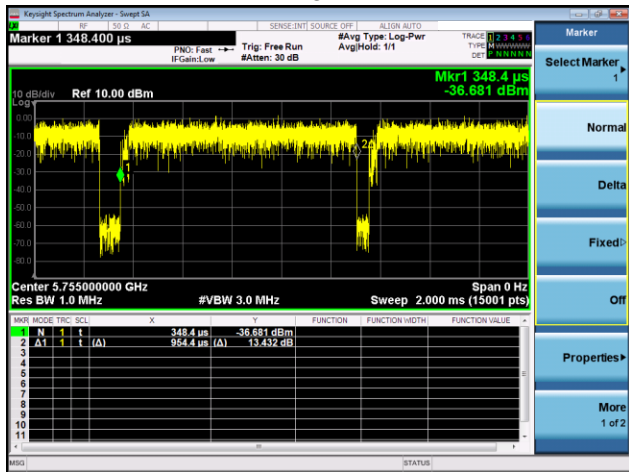 Keysight Spectrum Analyzer - Swept SA
RF 50 Ω AC SENSE:INT SOURCE OFF ALIGN AUTO
Marker 1 348.400 µs
PNO: Fast
IFGain:Low
Trig: Free Run
#Atten: 30 dB
#Avg Type: Log-Pwr
Avg|Hold: 1/1
TRACE 1 2 3 4 5 6
TYPE M WWWWW
DET P N N N N N
Mkr1 348.4 µs
-36.681 dBm
10 dB/div Ref 10.00 dBm
Log
0.00
-10.0
-20.0
-30.0
-40.0
-50.0
-60.0
-70.0
-80.0
1
2Δ1
Center 5.755000000 GHz Span 0 Hz
Res BW 1.0 MHz #VBW 3.0 MHz Sweep 2.000 ms (15001 pts)
MKR MODE TRC SCL X Y FUNCTION FUNCTION WIDTH FUNCTION VALUE
1 N 1 t 348.4 µs -36.681 dBm
2 Δ1 1 t (Δ) 954.4 µs (Δ) 13.432 dB
3
4
5
6
7
8
9
10
11
MSG STATUS
Marker
Select Marker
1
Normal
Delta
Fixed
Off
Properties
More
1 of 2